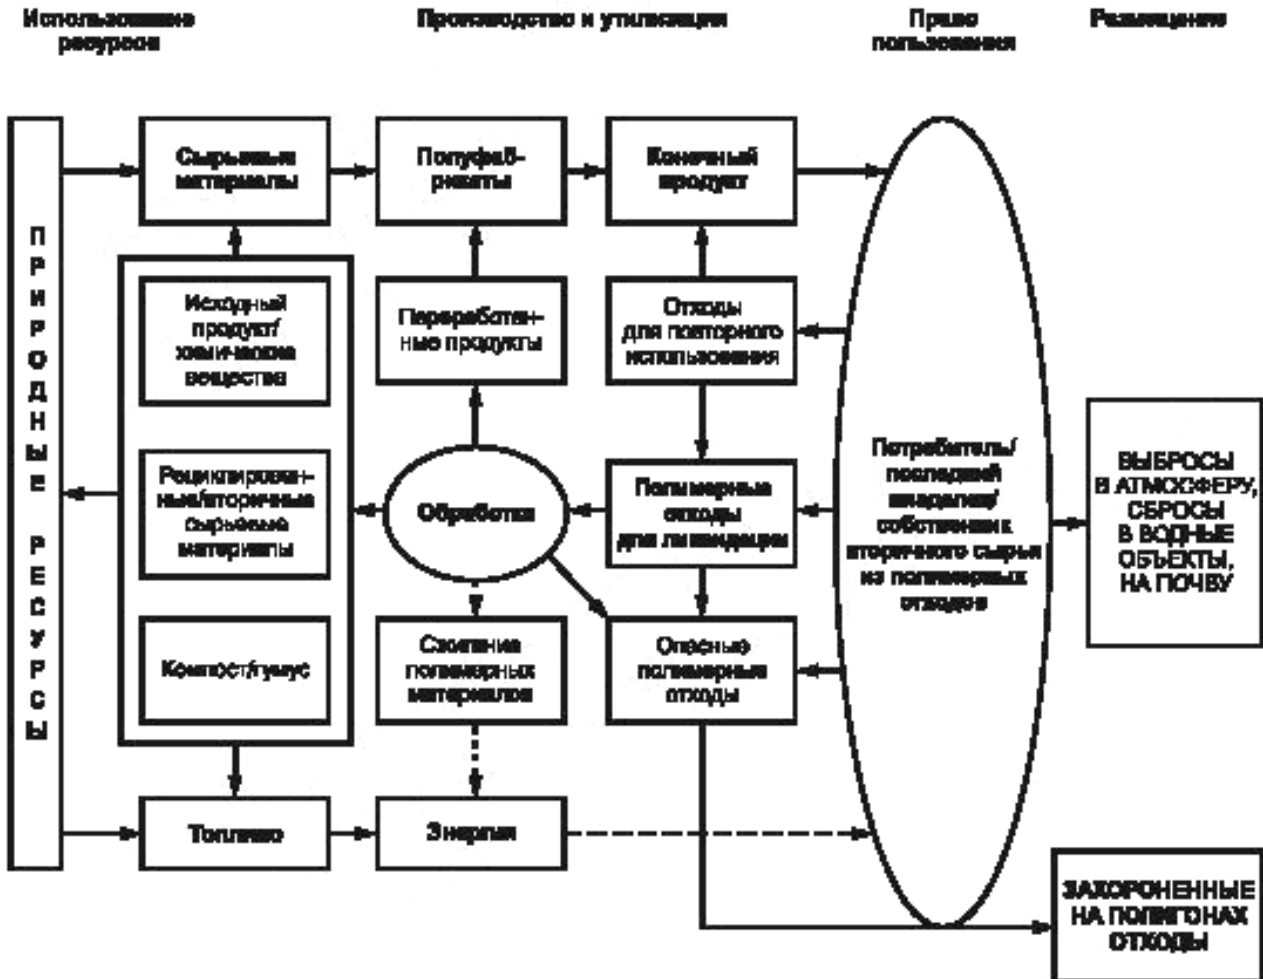 Использование
ресурсов
Производство и утилизация
Право
пользования
Размещение
ПРИРОДНЫЕ РЕСУРСЫ
Сырьевые
материалы
Полуфаб-
рикаты
Конечный
продукт
Исходный
продукт/
химические
вещества
Переработан-
ные продукты
Отходы
для повторного
использования
Рециклирован-
ные/вторичные
сырьевые
материалы
Обработка
Полимерные
отходы
для ликвидации
Потребитель/
последний
владелец/
собственник
вторичного сырья
из полимерных
отходов
ВЫБРОСЫ
В АТМОСФЕРУ,
СБРОСЫ
В ВОДНЫЕ
ОБЪЕКТЫ,
НА ПОЧВУ
Компост/гумус
Сжигание
полимерных
материалов
Опасные
полимерные
отходы
Топливо
Энергия
ЗАХОРОНЕННЫЕ
НА ПОЛИГОНАХ
ОТХОДЫ